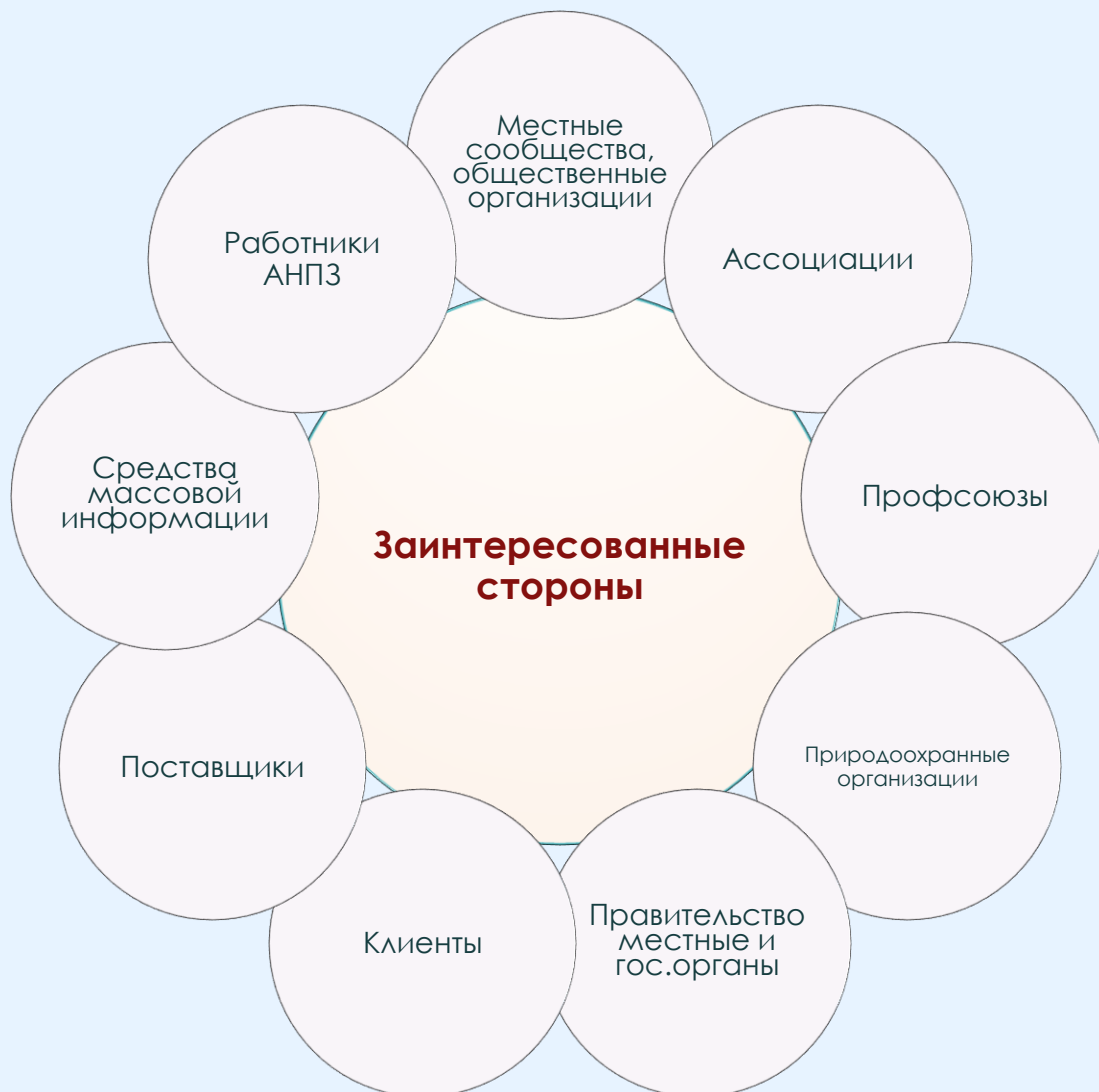 Местные
сообщества,
общественные
организации
Ассоциации
Профсоюзы
Природоохранные
организации
Правительство
местные и
гос.органы
Клиенты
Поставщики
Средства
массовой
информации
Работники
АНПЗ
Заинтересованные
стороны